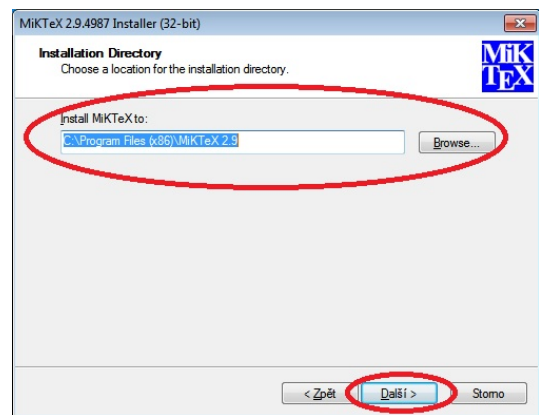 MiKTeX 2.9.4987 Installer (32-bit)
Installation Directory
Choose a location for the installation directory.
MiK
TEX
Install MiKTeX to:
C:\Program Files (x86)\MiKTeX 2.9
Browse...
< Zpět
Další >
Storno